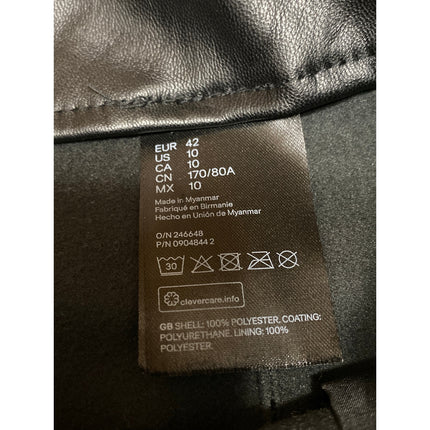 EUR 42
US 10
CA 10
CN 170/80A
MX 10
Made in Myanmar
Fabriqué en Birmanie
Hecho en Unión de Myanmar
O/N 246648
P/N 0904844 2
30
clevercare.info
GB SHELL: 100% POLYESTER. COATING:
POLYURETHANE. LINING: 100%
POLYESTER.